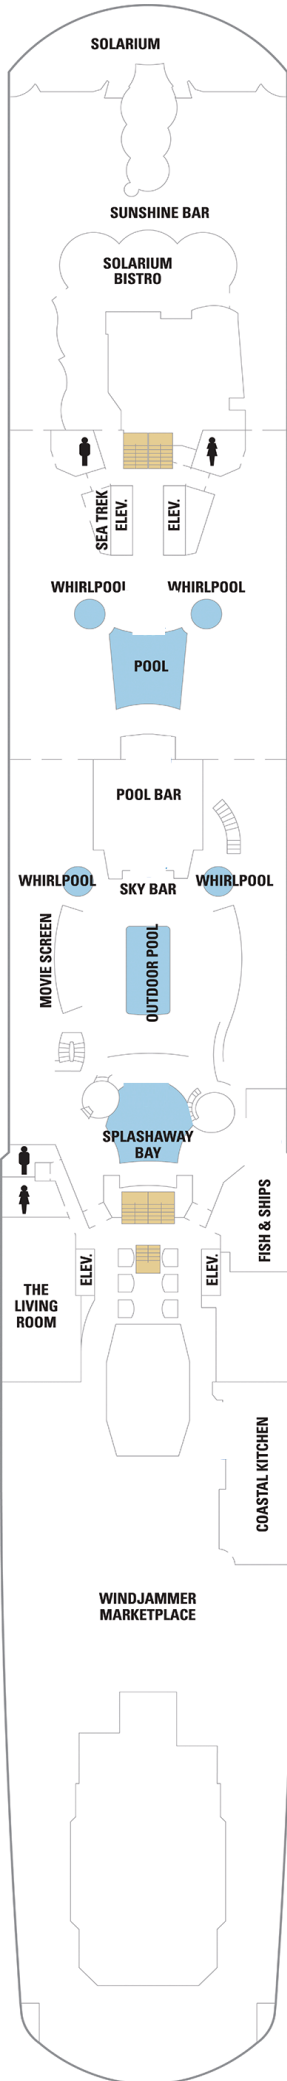 SOLARIUM
SUNSHINE BAR
SOLARIUM
BISTRO
SEA TREK
ELEV.
ELEV.
WHIRLPOOL
WHIRLPOOL
POOL
POOL BAR
WHIRLPOOL
WHIRLPOOL
SKY BAR
MOVIE SCREEN
OUTDOOR POOL
SPLASHAWAY
BAY
FISH & SHIPS
ELEV.
ELEV.
THE
LIVING
ROOM
COASTAL KITCHEN
WINDJAMMER
MARKETPLACE